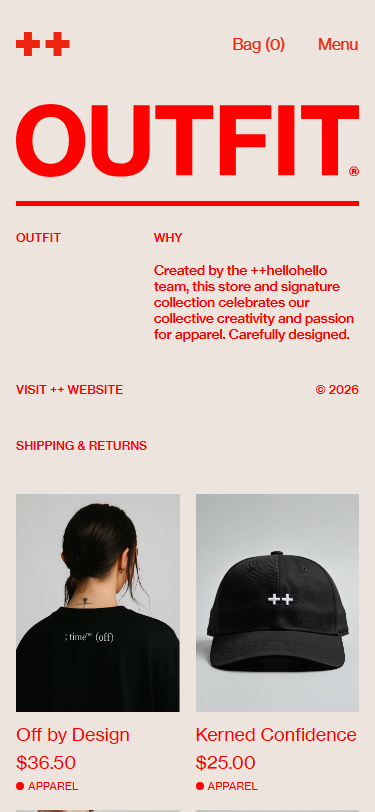 ++
Bag (0)
Menu
OUTFIT®
OUTFIT
WHY
Created by the ++hellohello
team, this store and signature
collection celebrates our
collective creativity and passion
for apparel. Carefully designed.
VISIT ++ WEBSITE
© 2026
SHIPPING & RETURNS
; time™ (off)
++
Off by Design
$36.50
APPAREL
Kerned Confidence
$25.00
APPAREL